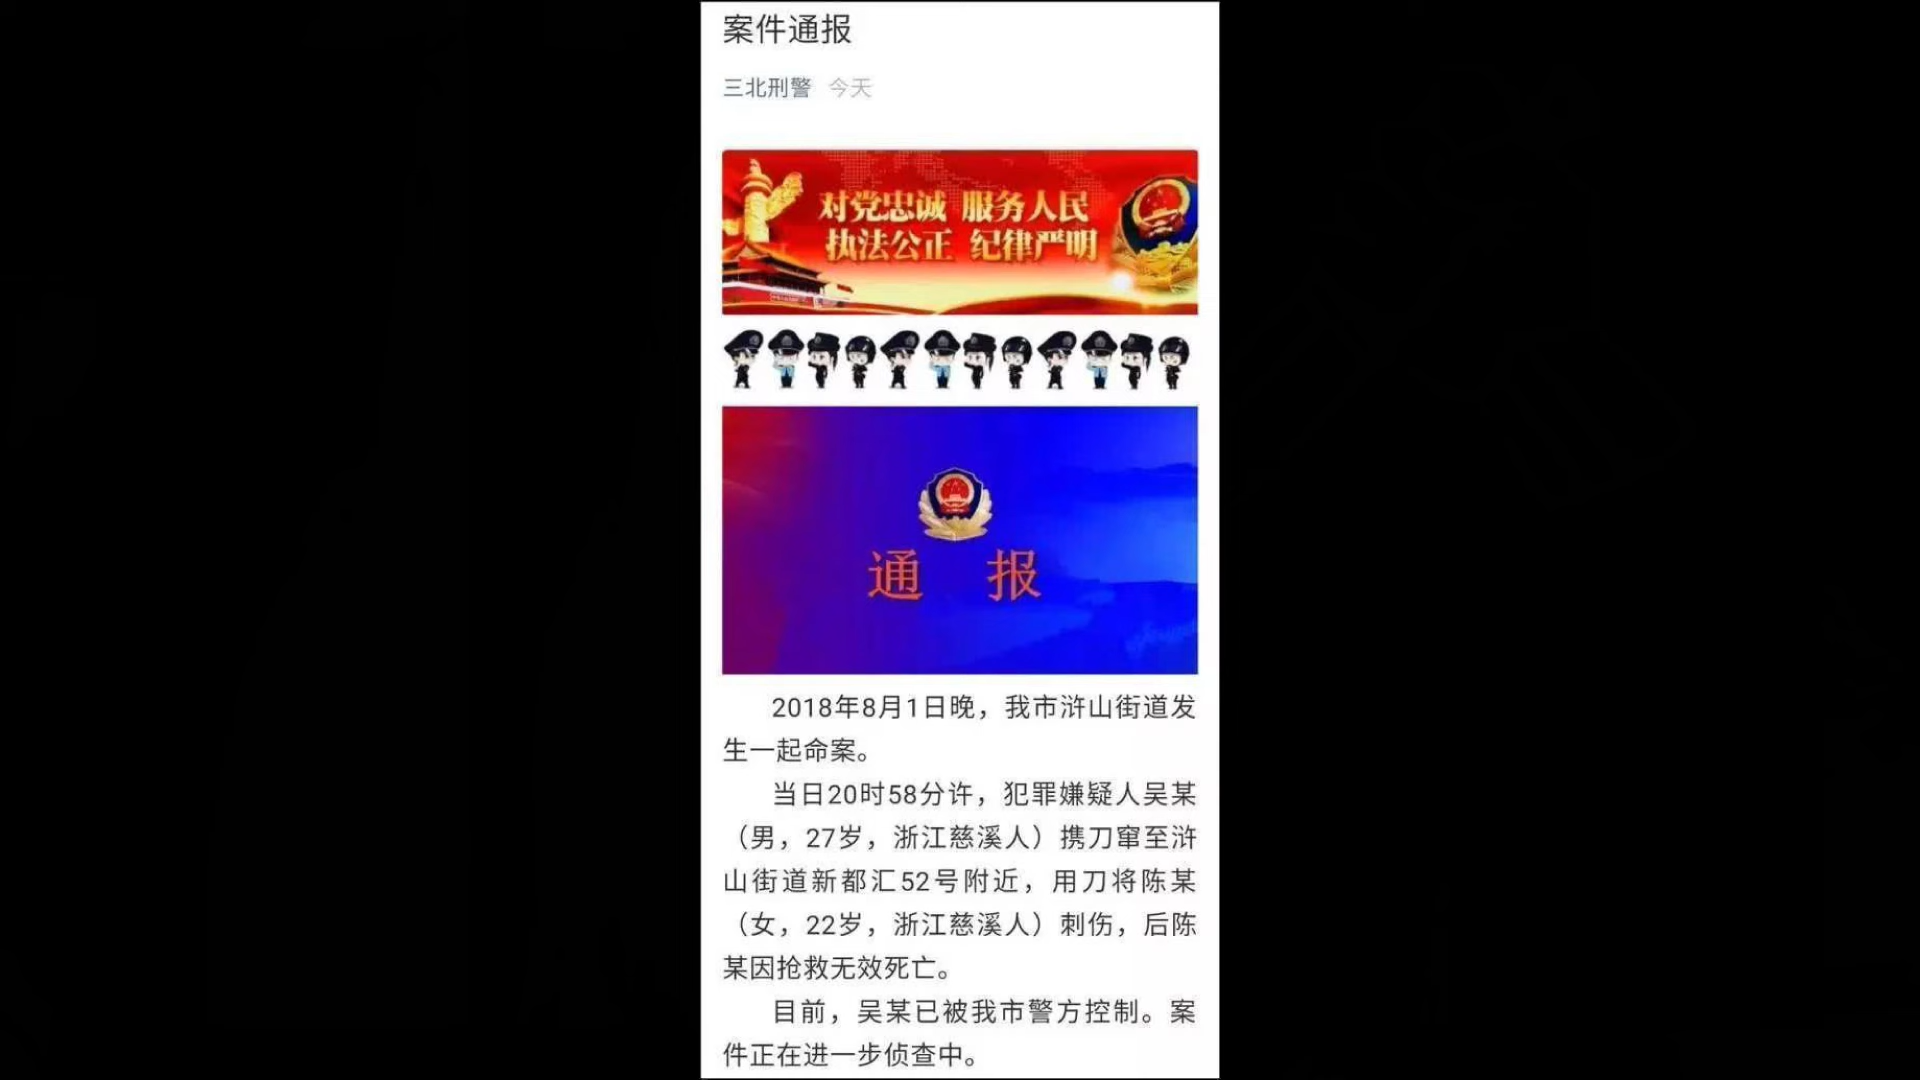 案件通报
三北刑警 今天
对党忠诚 服务人民
执法公正 纪律严明
通 报
2018年8月1日晚，我市浒山街道发
生一起命案。
当日20时58分许，犯罪嫌疑人吴某
（男，27岁，浙江慈溪人）携刀窜至浒
山街道新都汇52号附近，用刀将陈某
（女，22岁，浙江慈溪人）刺伤，后陈
某因抢救无效死亡。
目前，吴某已被我市警方控制。案
件正在进一步侦查中。